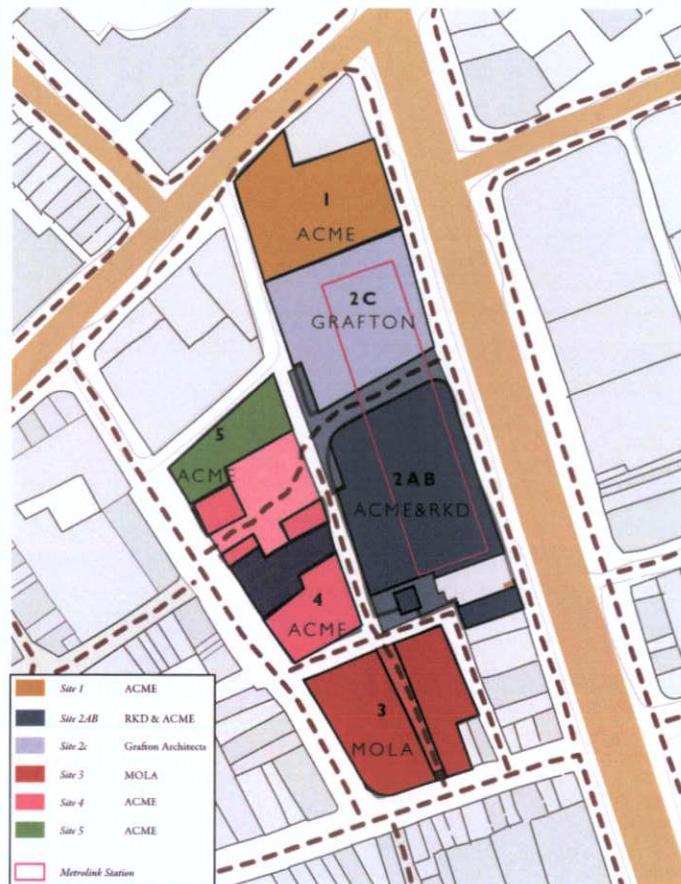 1
ACME
2C
GRAFTON
5
ACME
2AB
ACME&RKD
4
ACME
3
MOLA
Site 1 ACME
Site 2AB RKD & ACME
Site 2c Grafton Architects
Site 3 MOLA
Site 4 ACME
Site 5 ACME
Metrolink Station